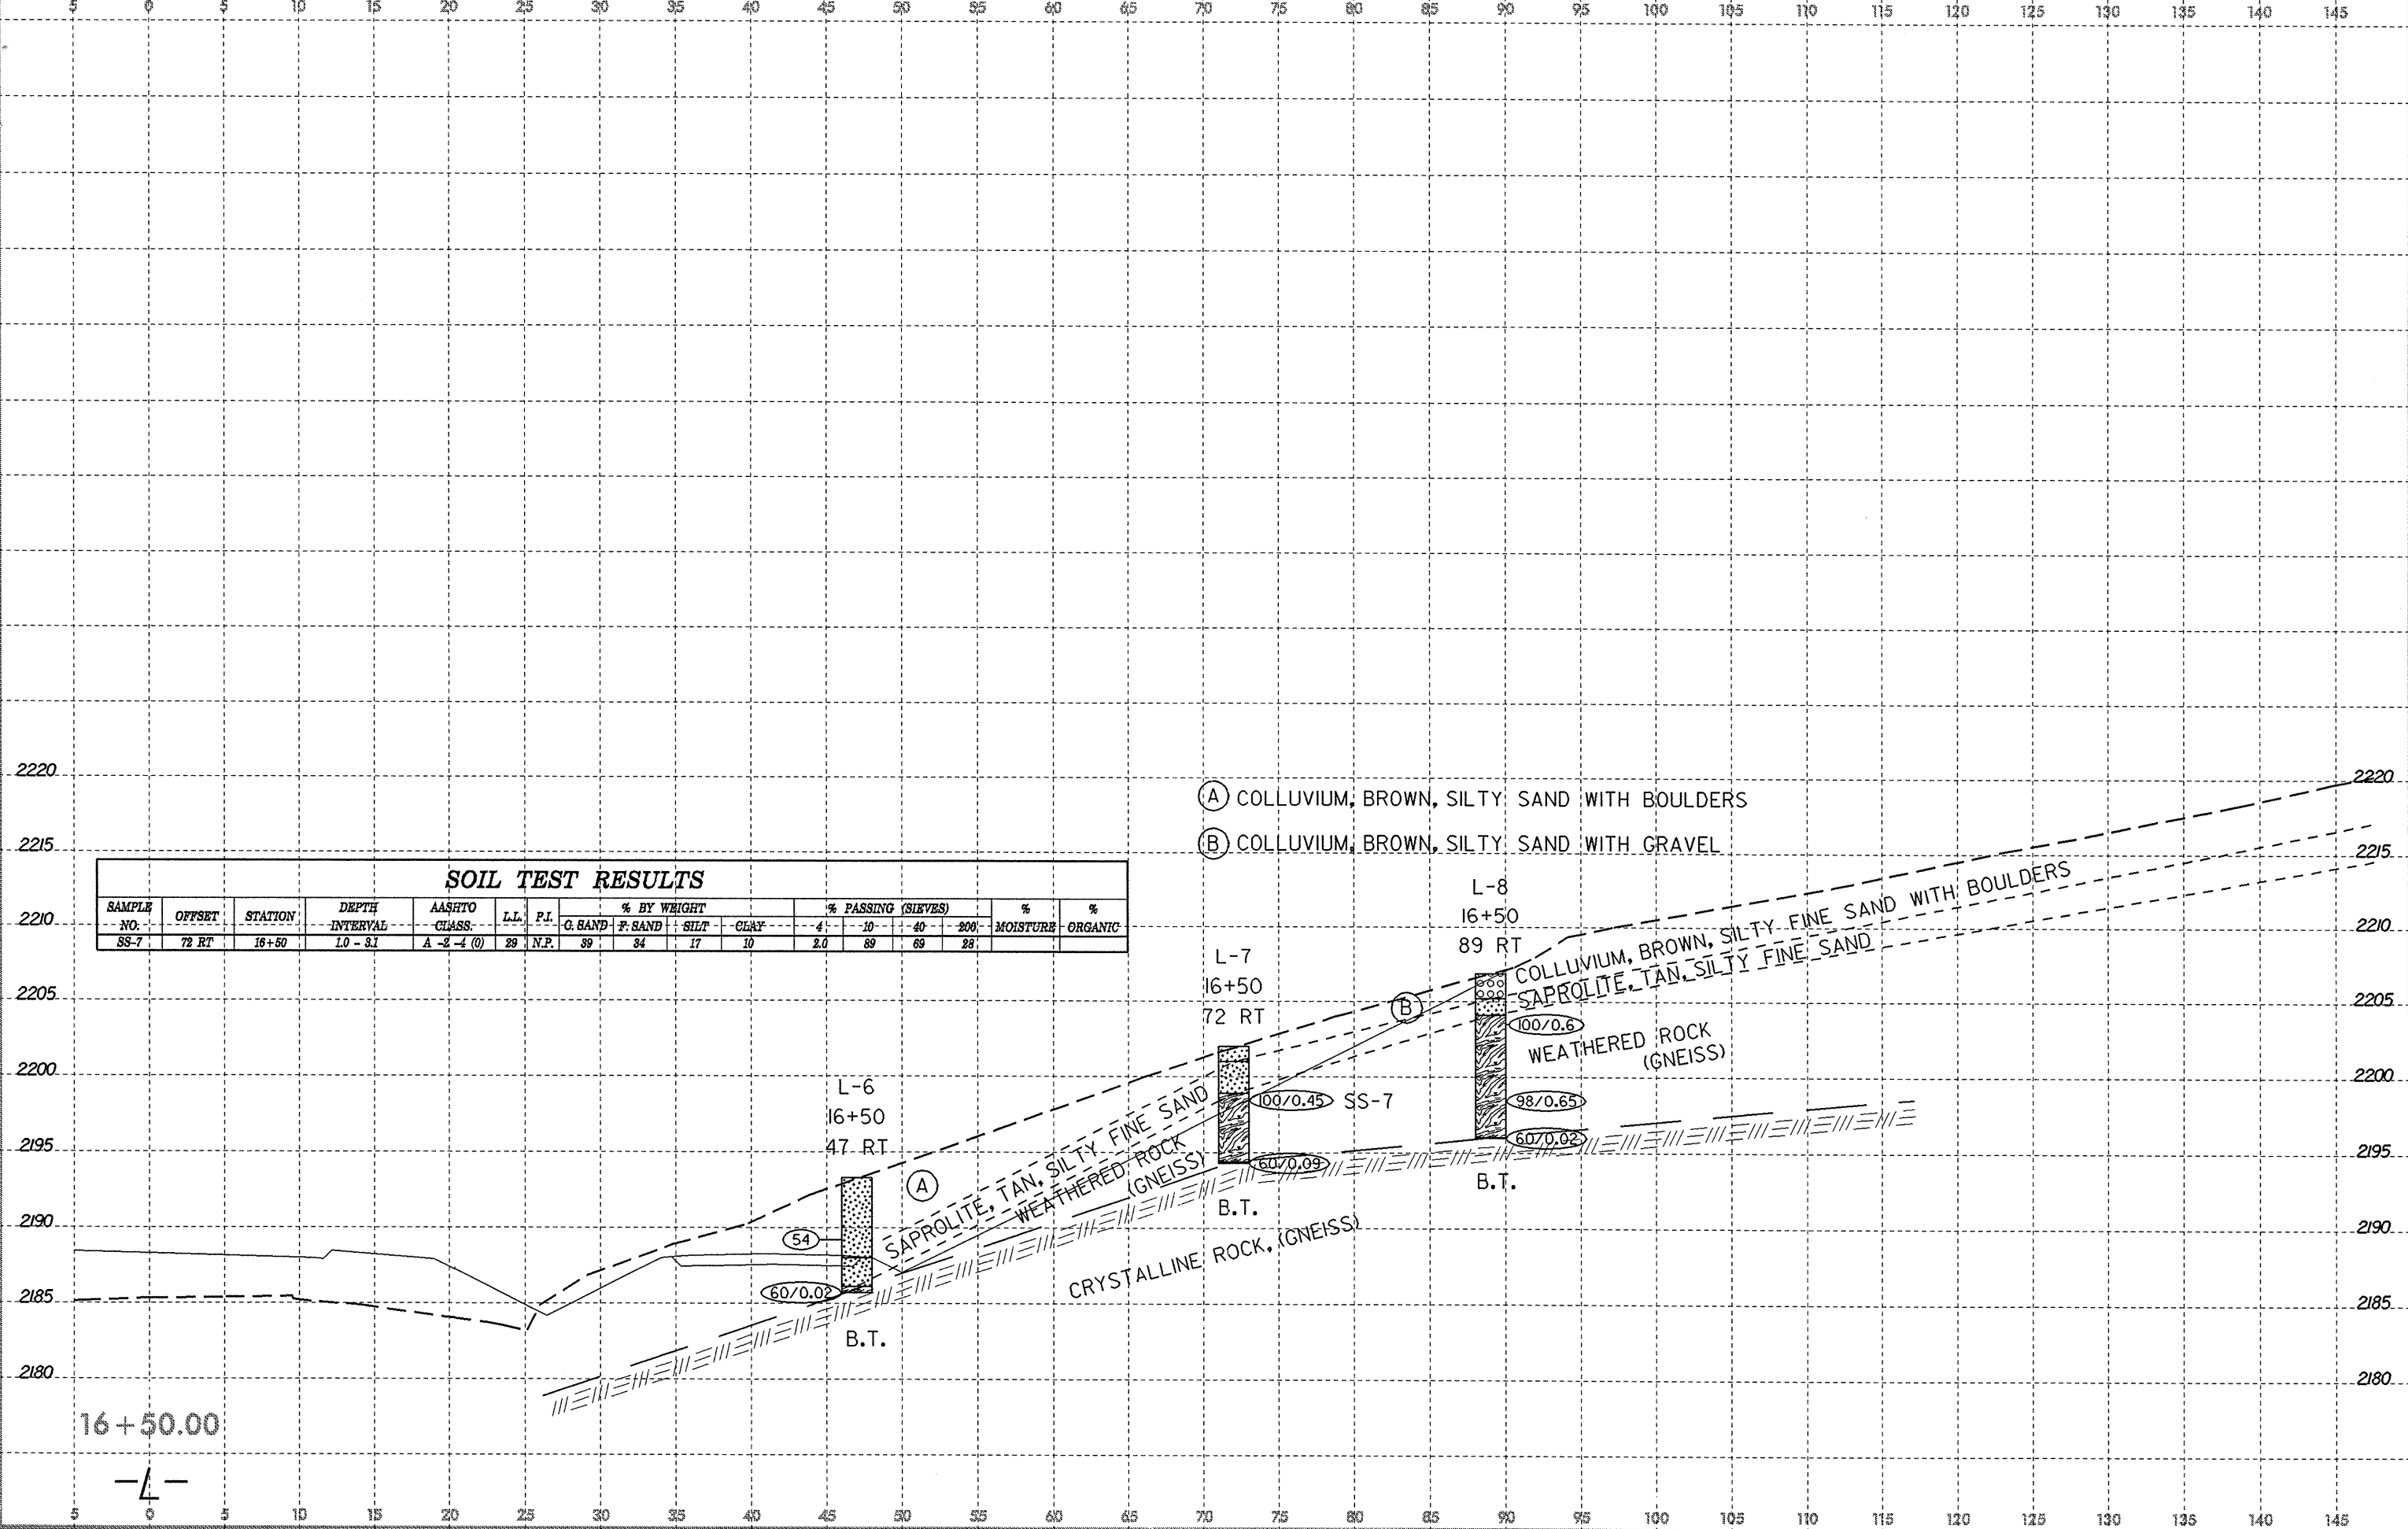 5 0 5 10 15 20 25 30 35 40 45 50 55 60 65 70 75 80 85 90 95 100 105 110 115 120 125 130 135 140 145
2220 2220
A COLLUVIUM, BROWN, SILTY SAND WITH BOULDERS
2215 2215
B COLLUVIUM, BROWN, SILTY SAND WITH GRAVEL
SOIL TEST RESULTS
SAMPLE NO. OFFSET STATION DEPTH INTERVAL AASHTO CLASS. L.L. P.I. % BY WEIGHT % PASSING (SIEVES) % MOISTURE % ORGANIC
C. SAND F. SAND SILT CLAY 4 10 40 200
SS-7 72 RT 16+50 1.0 - 3.1 A -2 -4 (0) 29 N.P. 39 34 17 10 2.0 89 69 28
2210 2210
L-8
16+50
89 RT
COLLUVIUM, BROWN, SILTY FINE SAND WITH BOULDERS
SAPROLITE, TAN, SILTY FINE SAND
L-7
16+50
72 RT
2205 2205
B
100/0.6
WEATHERED ROCK
(GNEISS)
2200 2200
L-6
16+50
47 RT
100/0.45 SS-7
98/0.65
60/0.02
2195 2195
60/0.09
B.T.
B.T.
A
SAPROLITE, TAN, SILTY FINE SAND
WEATHERED ROCK
(GNEISS)
2190 2190
54
CRYSTALLINE ROCK, (GNEISS)
2185 2185
60/0.02
B.T.
2180 2180
16+50.00
-L-
5 0 5 10 15 20 25 30 35 40 45 50 55 60 65 70 75 80 85 90 95 100 105 110 115 120 125 130 135 140 145